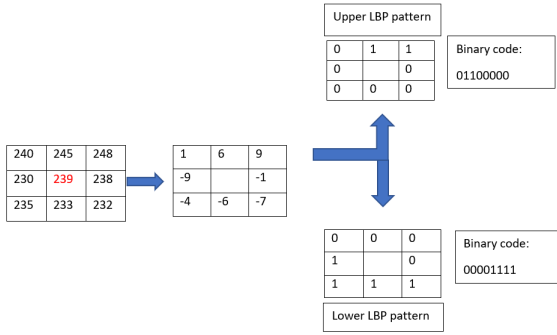 Upper LBP pattern
0 1 1
0 0
0 0 0
Binary code:
01100000
240 245 248
230 239 238
235 233 232
1 6 9
-9 -1
-4 -6 -7
0 0 0
1 0
1 1 1
Binary code:
00001111
Lower LBP pattern